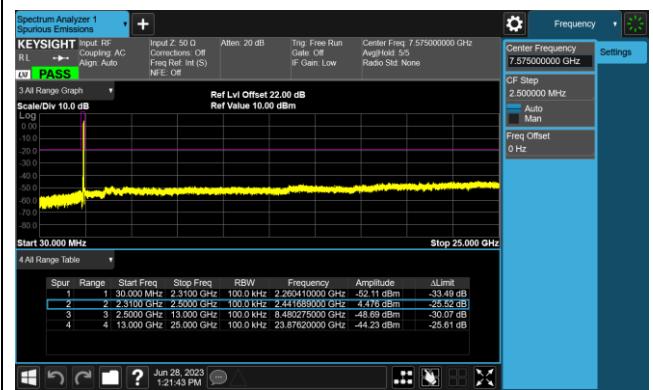 Spectrum Analyzer 1
Spurious Emissions
+
Frequency
KEYSIGHT
RL
LW PASS
Input: RF
Coupling: AC
Align: Auto
Input Z: 50 Ω
Corrections: Off
Freq Ref: Int (S)
NFE: Off
Atten: 20 dB
Trig: Free Run
Gate: Off
IF Gain: Low
Center Freq: 7.575000000 GHz
Avg|Hold: 5/5
Radio Std: None
Center Frequency
7.575000000 GHz
Settings
CF Step
2.500000 MHz
Auto
Man
Freq Offset
0 Hz
3 All Range Graph
Scale/Div 10.0 dB
Ref Lvl Offset 22.00 dB
Ref Value 10.00 dBm
Log
0.00
-10.0
-20.0
-30.0
-40.0
-50.0
-60.0
-70.0
-80.0
Start 30.000 MHz
Stop 25.000 GHz
4 All Range Table
Spur Range Start Freq Stop Freq RBW Frequency Amplitude ΔLimit
1 1 30.000 MHz 2.3100 GHz 100.0 kHz 2.260410000 GHz -52.11 dBm -33.49 dB
2 2 2.3100 GHz 2.5000 GHz 100.0 kHz 2.441689000 GHz 4.476 dBm -25.52 dB
3 3 2.5000 GHz 13.000 GHz 100.0 kHz 8.480275000 GHz -48.69 dBm -30.07 dB
4 4 13.000 GHz 25.000 GHz 100.0 kHz 23.87620000 GHz -44.23 dBm -25.61 dB
?
Jun 28, 2023
1:21:43 PM